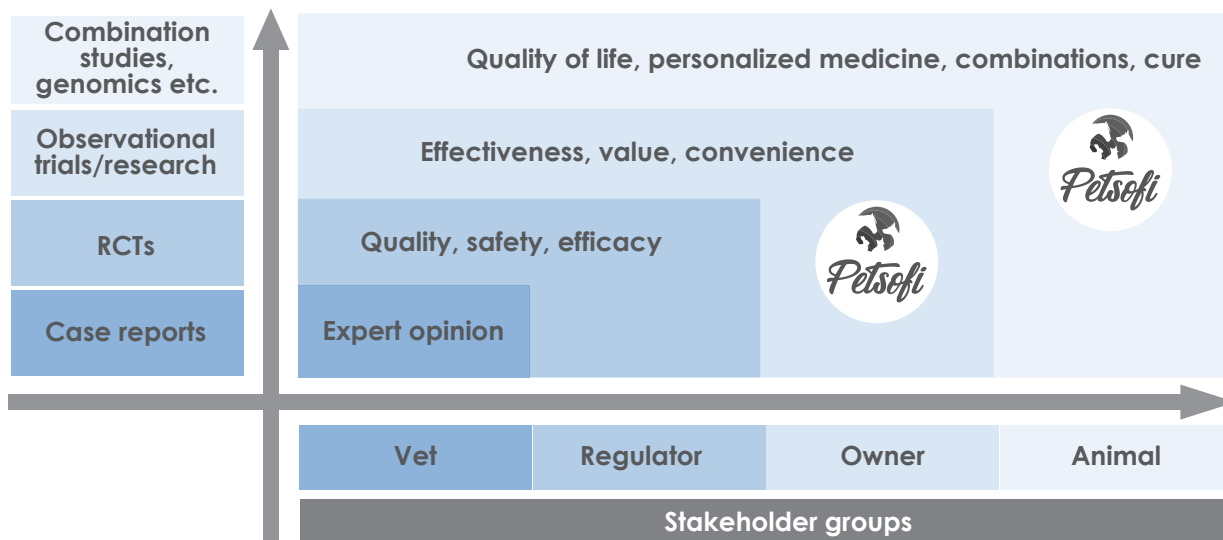 Combination
studies,
genomics etc.
Quality of life, personalized medicine, combinations, cure
Observational
trials/research
Effectiveness, value, convenience
Petsofi
RCTs
Quality, safety, efficacy
Petsofi
Case reports
Expert opinion
Vet
Regulator
Owner
Animal
Stakeholder groups